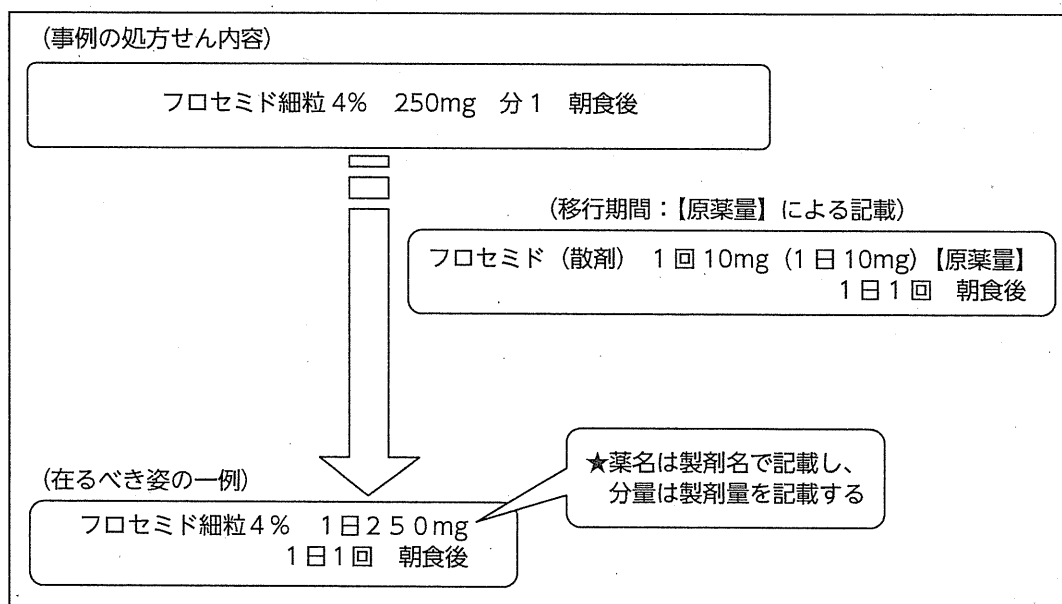 (事例の処方せん内容)
フロセミド細粒4% 250mg 分1 朝食後
(移行期間:【原薬量】による記載)
フロセミド(散剤) 1回10mg(1日10mg)【原薬量】
1日1回 朝食後
★薬名は製剤名で記載し、
分量は製剤量を記載する
(在るべき姿の一例)
フロセミド細粒4% 1日250mg
1日1回 朝食後